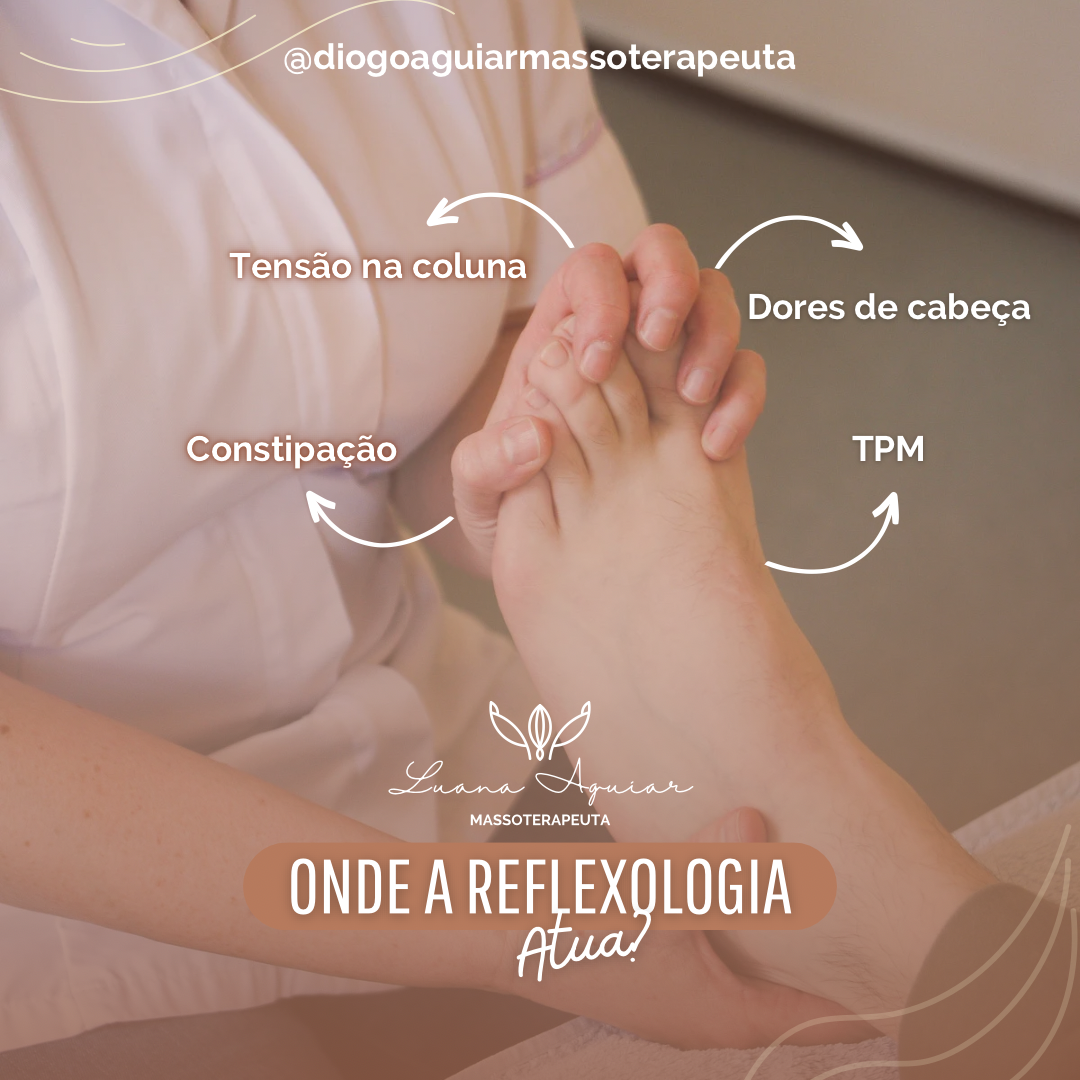 @diogoaguiarmassoterapeuta
Tensão na coluna
Dores de cabeça
Constipação
TPM
Luana Aguiar
MASSOTERAPEUTA
ONDE A REFLEXOLOGIA
Atua?